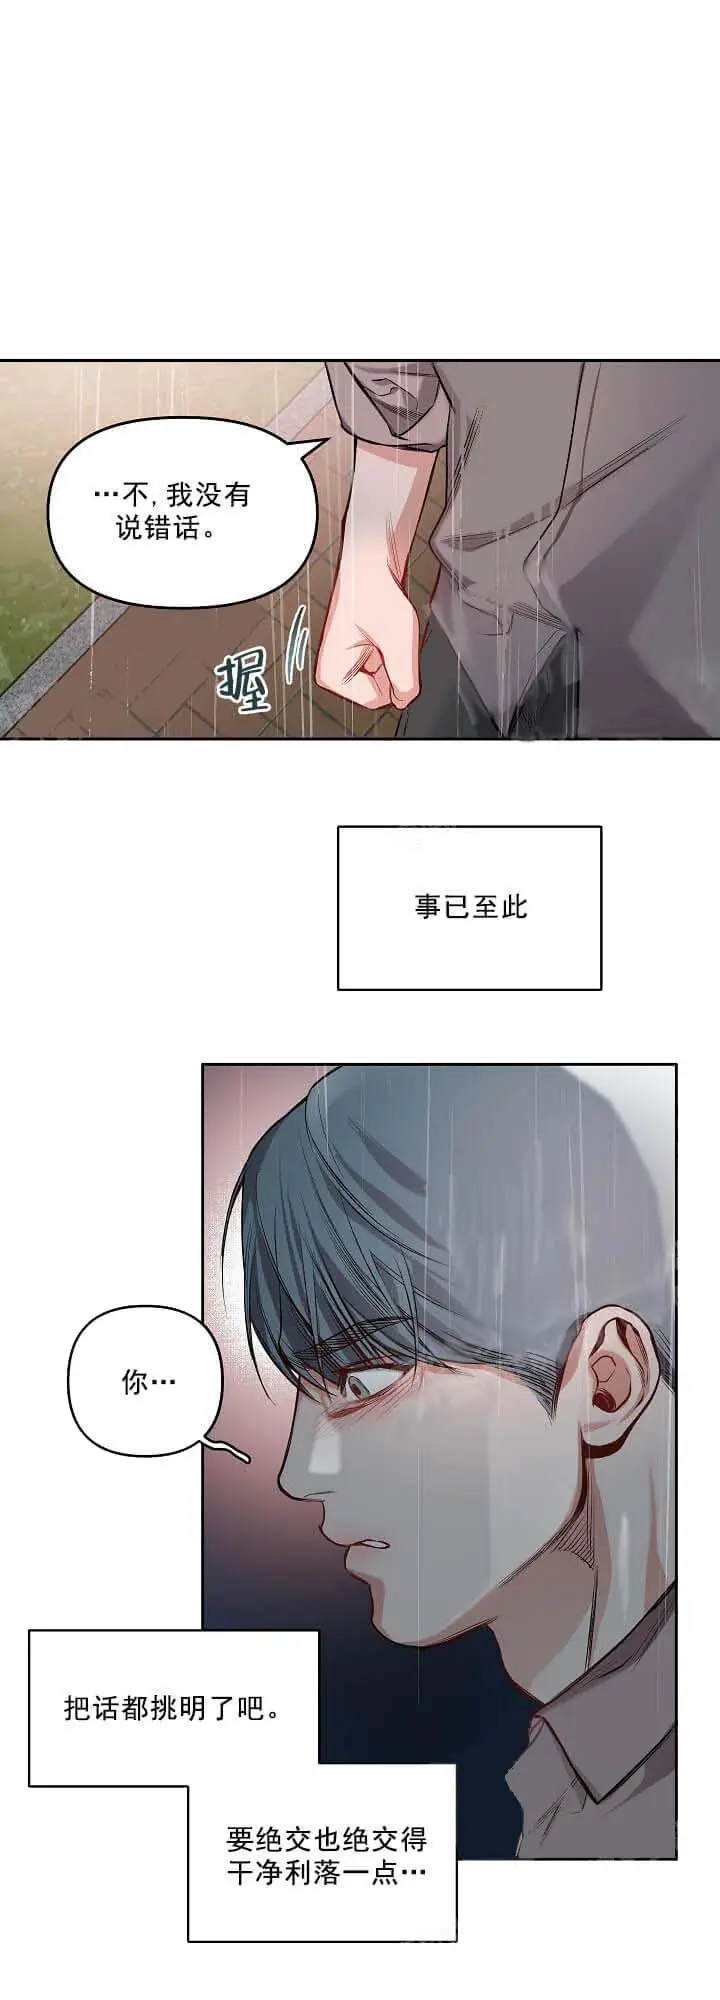 …不,我没有
说错话。
握
事已至此
你…
把话都挑明了吧。
要绝交也绝交得
干净利落一点…